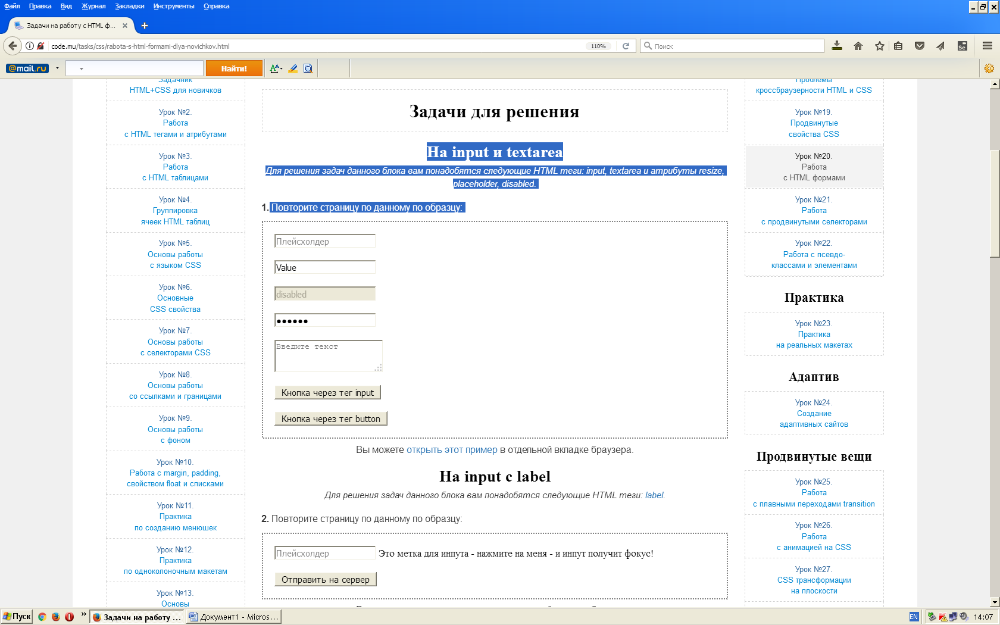 Файл Правка Вид Журнал Закладки Инструменты Справка
Задачи на работу с HTML ф...
code.mu/tasks/css/rabota-s-html-formami-dlya-novichkov.html
110%
Поиск
@mail.ru
Найти!
Задачник
HTML+CSS для новичков
Урок №2.
Работа
с HTML тегами и атрибутами
Урок №3.
Работа
с HTML таблицами
Урок №4.
Группировка
ячеек HTML таблиц
Урок №5.
Основы работы
с языком CSS
Урок №6.
Основные
CSS свойства
Урок №7.
Основы работы
с селекторами CSS
Урок №8.
Основы работы
со ссылками и границами
Урок №9.
Основы работы
с фоном
Урок №10.
Работа с margin, padding,
свойством float и списками
Урок №11.
Практика
по созданию менюшек
Урок №12.
Практика
по одноколоночным макетам
Урок №13.
Основы
Задачи для решения
На input и textarea
Для решения задач данного блока вам понадобятся следующие HTML теги: input, textarea и атрибуты resize,
placeholder, disabled.
1. Повторите страницу по данному по образцу:
Плейсхолдер
Value
disabled
Введите текст
Кнопка через тег input
Кнопка через тег button
Вы можете открыть этот пример в отдельной вкладке браузера.
На input с label
Для решения задач данного блока вам понадобятся следующие HTML теги: label.
2. Повторите страницу по данному по образцу:
Плейсхолдер Это метка для инпута - нажмите на меня - и инпут получит фокус!
Отправить на сервер
Проблемы
кроссбраузерности HTML и CSS
Урок №19.
Продвинутые
свойства CSS
Урок №20.
Работа
с HTML формами
Урок №21.
Работа
с продвинутыми селекторами
Урок №22.
Работа с псевдо-
классами и элементами
Практика
Урок №23.
Практика
на реальных макетах
Адаптив
Урок №24.
Создание
адаптивных сайтов
Продвинутые вещи
Урок №25.
Работа
с плавными переходами transition
Урок №26.
Работа
с анимацией на CSS
Урок №27.
CSS трансформации
на плоскости
Пуск
Задачи на работу ...
Документ1 - Micros...
EN
14:07